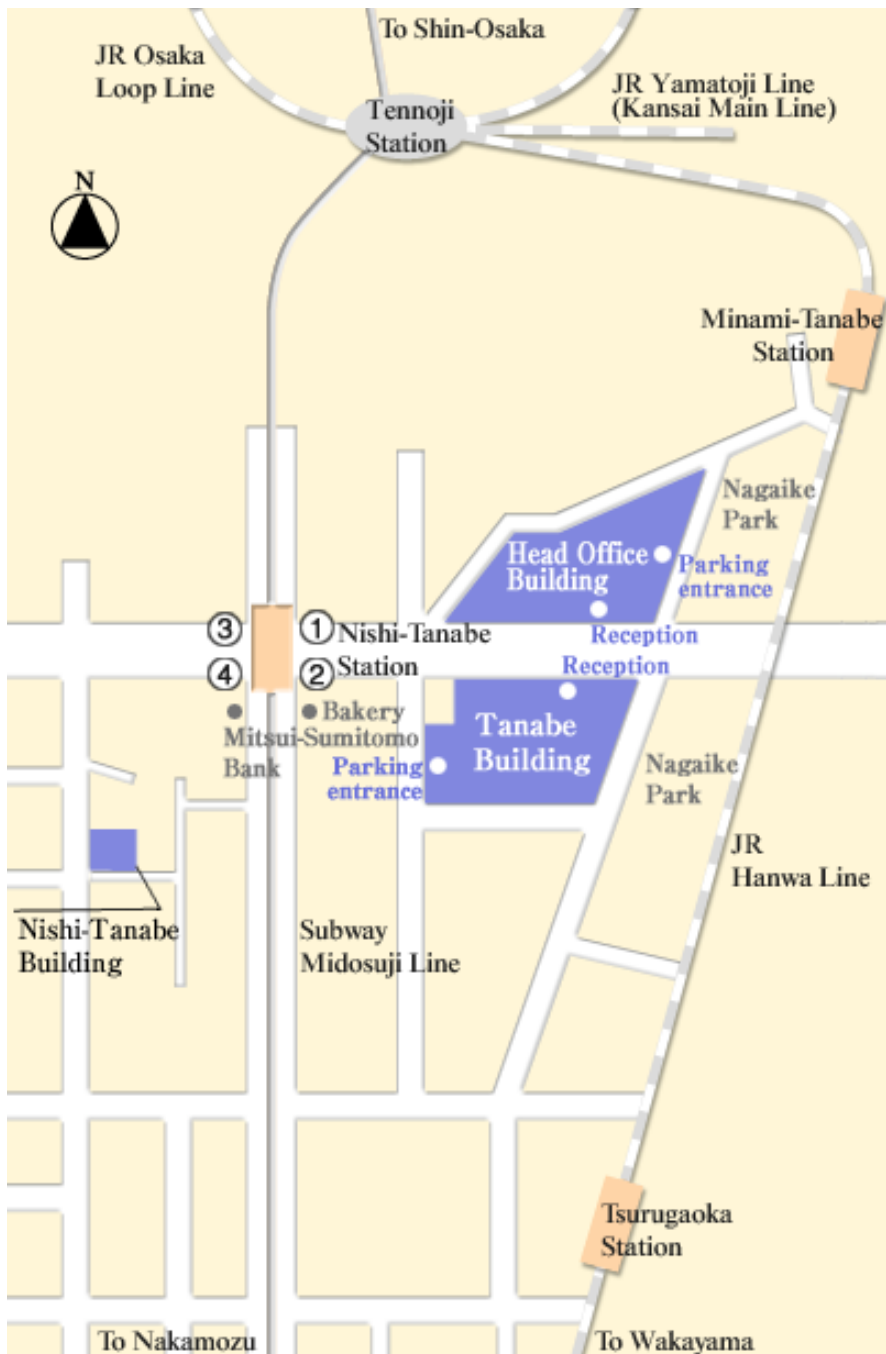 To Shin-Osaka
JR Osaka
Loop Line
JR Yamatoji Line
(Kansai Main Line)
Tennoji
Station
N
Minami-Tanabe
Station
Nagaike
Park
Head Office
Building
Parking
entrance
③
①
Nishi-Tanabe
Station
Reception
④
②
Reception
Bakery
Mitsui-Sumitomo
Bank
Tanabe
Building
Parking
entrance
Nagaike
Park
JR
Hanwa Line
Nishi-Tanabe
Building
Subway
Midosuji Line
Tsurugaoka
Station
To Nakamozu
To Wakayama